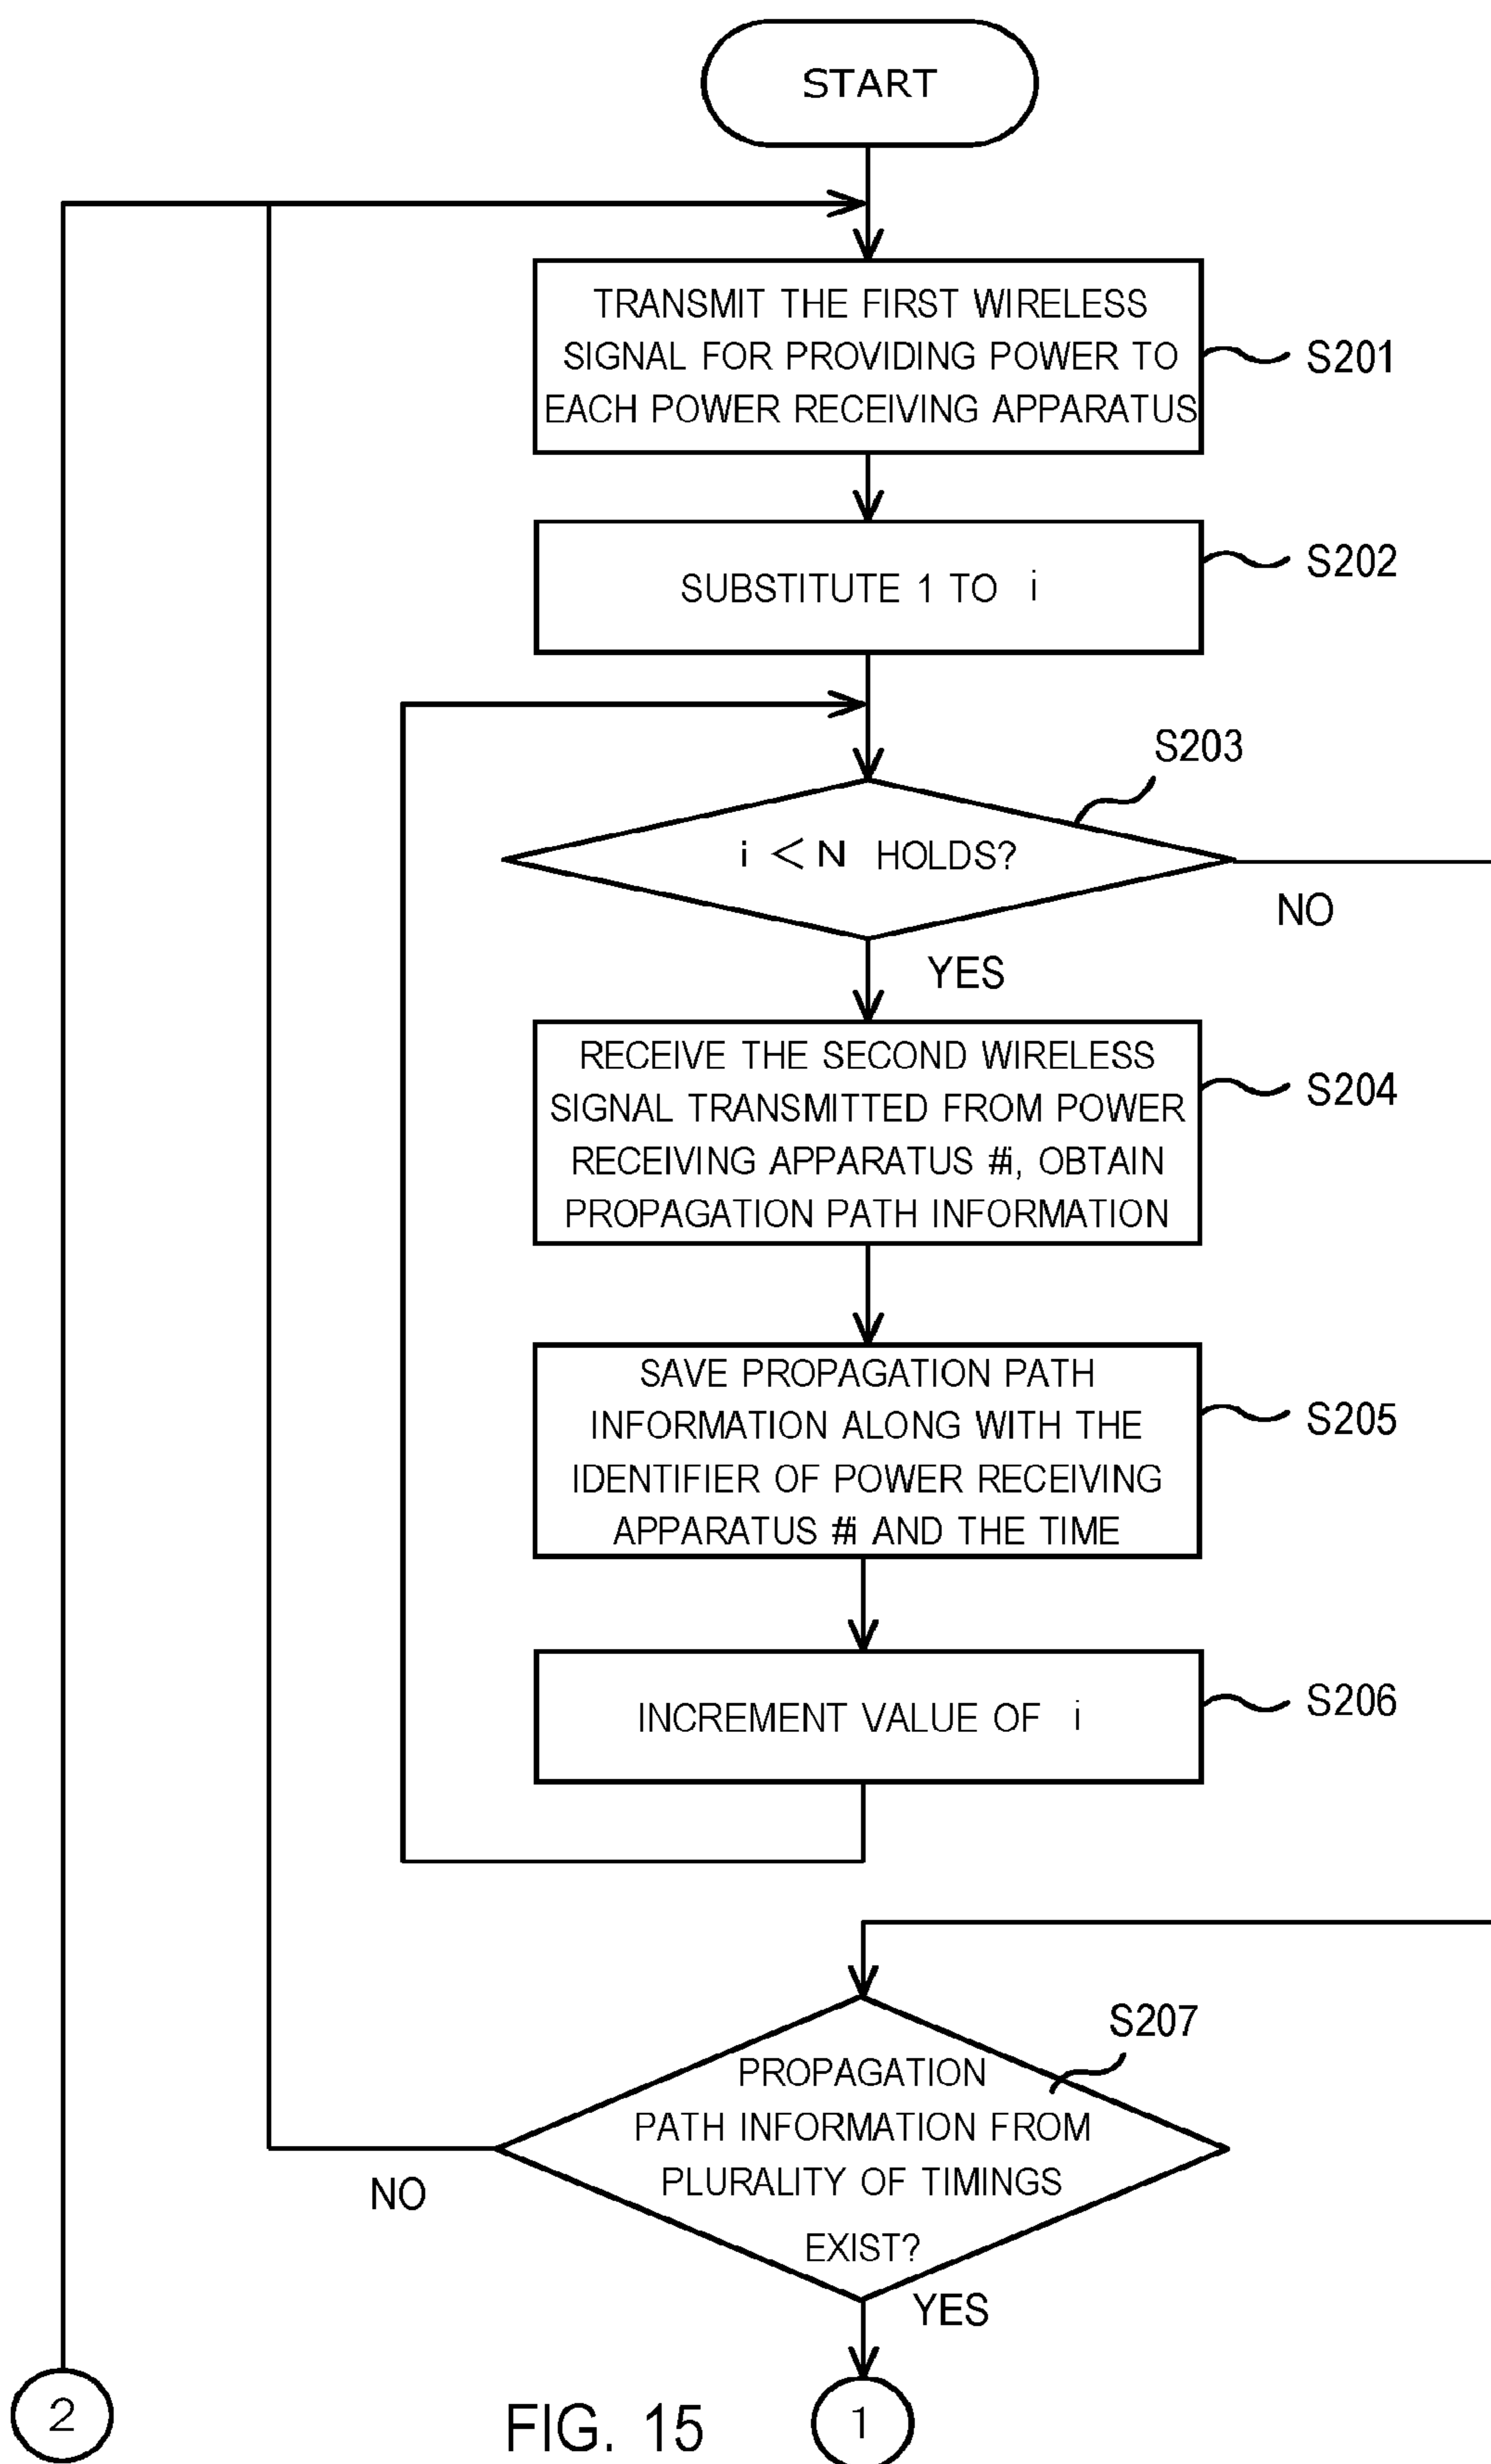 START
TRANSMIT THE FIRST WIRELESS
SIGNAL FOR PROVIDING POWER TO
EACH POWER RECEIVING APPARATUS
S201
SUBSTITUTE 1 TO i
S202
S203
i < N HOLDS?
NO
YES
RECEIVE THE SECOND WIRELESS
SIGNAL TRANSMITTED FROM POWER
RECEIVING APPARATUS #i, OBTAIN
PROPAGATION PATH INFORMATION
S204
SAVE PROPAGATION PATH
INFORMATION ALONG WITH THE
IDENTIFIER OF POWER RECEIVING
APPARATUS #i AND THE TIME
S205
INCREMENT VALUE OF i
S206
S207
PROPAGATION
PATH INFORMATION FROM
PLURALITY OF TIMINGS
EXIST?
NO
YES
2
FIG. 15
1